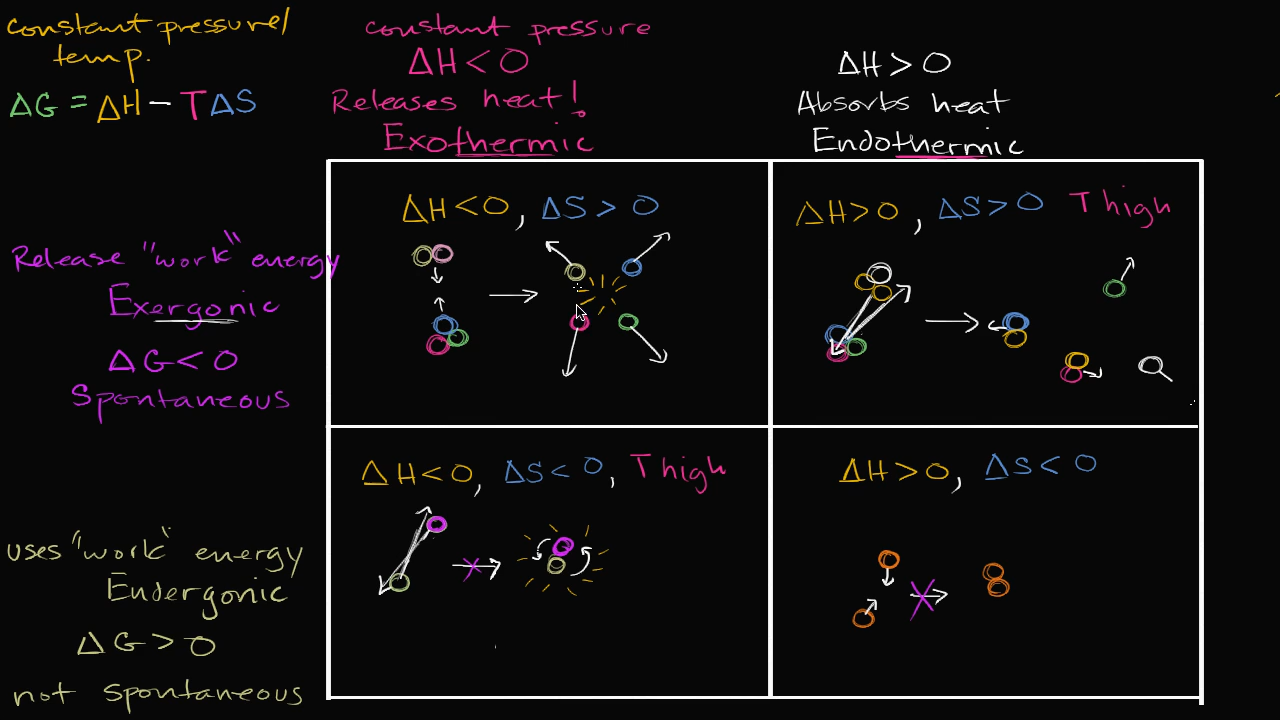 constant pressure/
temp.
ΔG = ΔH - TΔS
constant pressure
ΔH < 0
Releases heat!
Exothermic
ΔH > 0
Absorbs heat
Endothermic
Release "work" energy
Exergonic
ΔG < 0
Spontaneous
ΔH < 0, ΔS > 0
ΔH > 0, ΔS > 0 T high
uses "work" energy
Endergonic
ΔG > 0
not spontaneous
ΔH < 0, ΔS < 0, T high
ΔH > 0, ΔS < 0